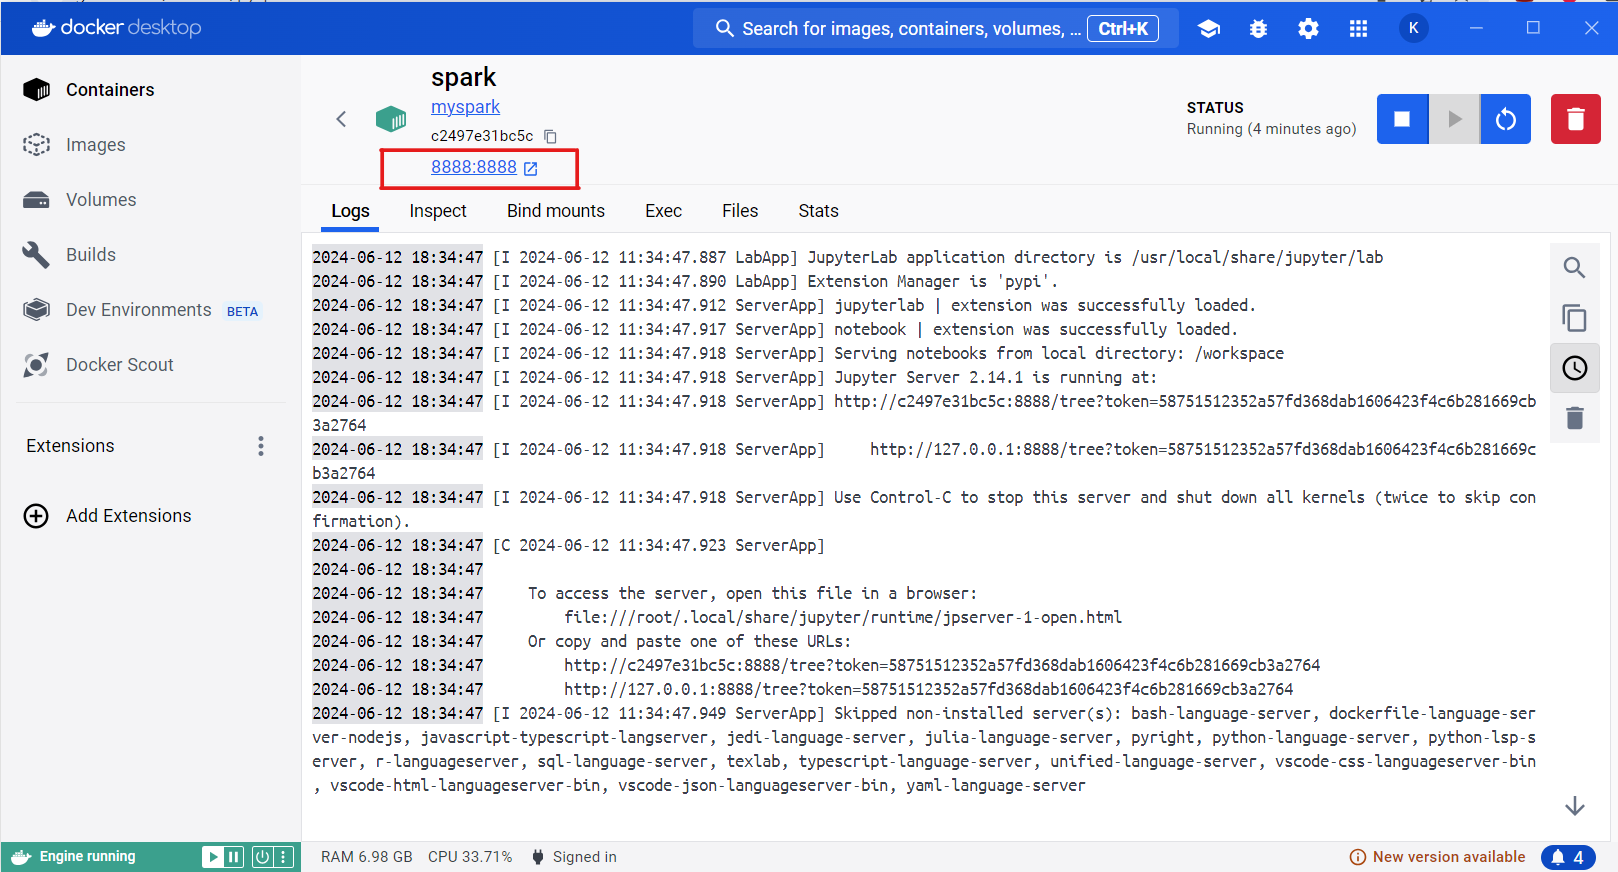 docker desktop
Search for images, containers, volumes, ... Ctrl+K
K
Containers
Images
Volumes
Builds
Dev Environments BETA
Docker Scout
Extensions
Add Extensions
spark
myspark
c2497e31bc5c
8888:8888
STATUS
Running (4 minutes ago)
Logs Inspect Bind mounts Exec Files Stats
2024-06-12 18:34:47 [I 2024-06-12 11:34:47.887 LabApp] JupyterLab application directory is /usr/local/share/jupyter/lab
2024-06-12 18:34:47 [I 2024-06-12 11:34:47.890 LabApp] Extension Manager is 'pypi'.
2024-06-12 18:34:47 [I 2024-06-12 11:34:47.912 ServerApp] jupyterlab | extension was successfully loaded.
2024-06-12 18:34:47 [I 2024-06-12 11:34:47.917 ServerApp] notebook | extension was successfully loaded.
2024-06-12 18:34:47 [I 2024-06-12 11:34:47.918 ServerApp] Serving notebooks from local directory: /workspace
2024-06-12 18:34:47 [I 2024-06-12 11:34:47.918 ServerApp] Jupyter Server 2.14.1 is running at:
2024-06-12 18:34:47 [I 2024-06-12 11:34:47.918 ServerApp] http://c2497e31bc5c:8888/tree?token=58751512352a57fd368dab1606423f4c6b281669cb
3a2764
2024-06-12 18:34:47 [I 2024-06-12 11:34:47.918 ServerApp]     http://127.0.0.1:8888/tree?token=58751512352a57fd368dab1606423f4c6b281669c
b3a2764
2024-06-12 18:34:47 [I 2024-06-12 11:34:47.918 ServerApp] Use Control-C to stop this server and shut down all kernels (twice to skip con
firmation).
2024-06-12 18:34:47 [C 2024-06-12 11:34:47.923 ServerApp]
2024-06-12 18:34:47
2024-06-12 18:34:47     To access the server, open this file in a browser:
2024-06-12 18:34:47         file:///root/.local/share/jupyter/runtime/jpserver-1-open.html
2024-06-12 18:34:47     Or copy and paste one of these URLs:
2024-06-12 18:34:47         http://c2497e31bc5c:8888/tree?token=58751512352a57fd368dab1606423f4c6b281669cb3a2764
2024-06-12 18:34:47         http://127.0.0.1:8888/tree?token=58751512352a57fd368dab1606423f4c6b281669cb3a2764
2024-06-12 18:34:47 [I 2024-06-12 11:34:47.949 ServerApp] Skipped non-installed server(s): bash-language-server, dockerfile-language-ser
ver-nodejs, javascript-typescript-langserver, jedi-language-server, julia-language-server, pyright, python-language-server, python-lsp-s
erver, r-languageserver, sql-language-server, texlab, typescript-language-server, unified-language-server, vscode-css-languageserver-bin
, vscode-html-languageserver-bin, vscode-json-languageserver-bin, yaml-language-server
Engine running
RAM 6.98 GB CPU 33.71% Signed in
New version available
4